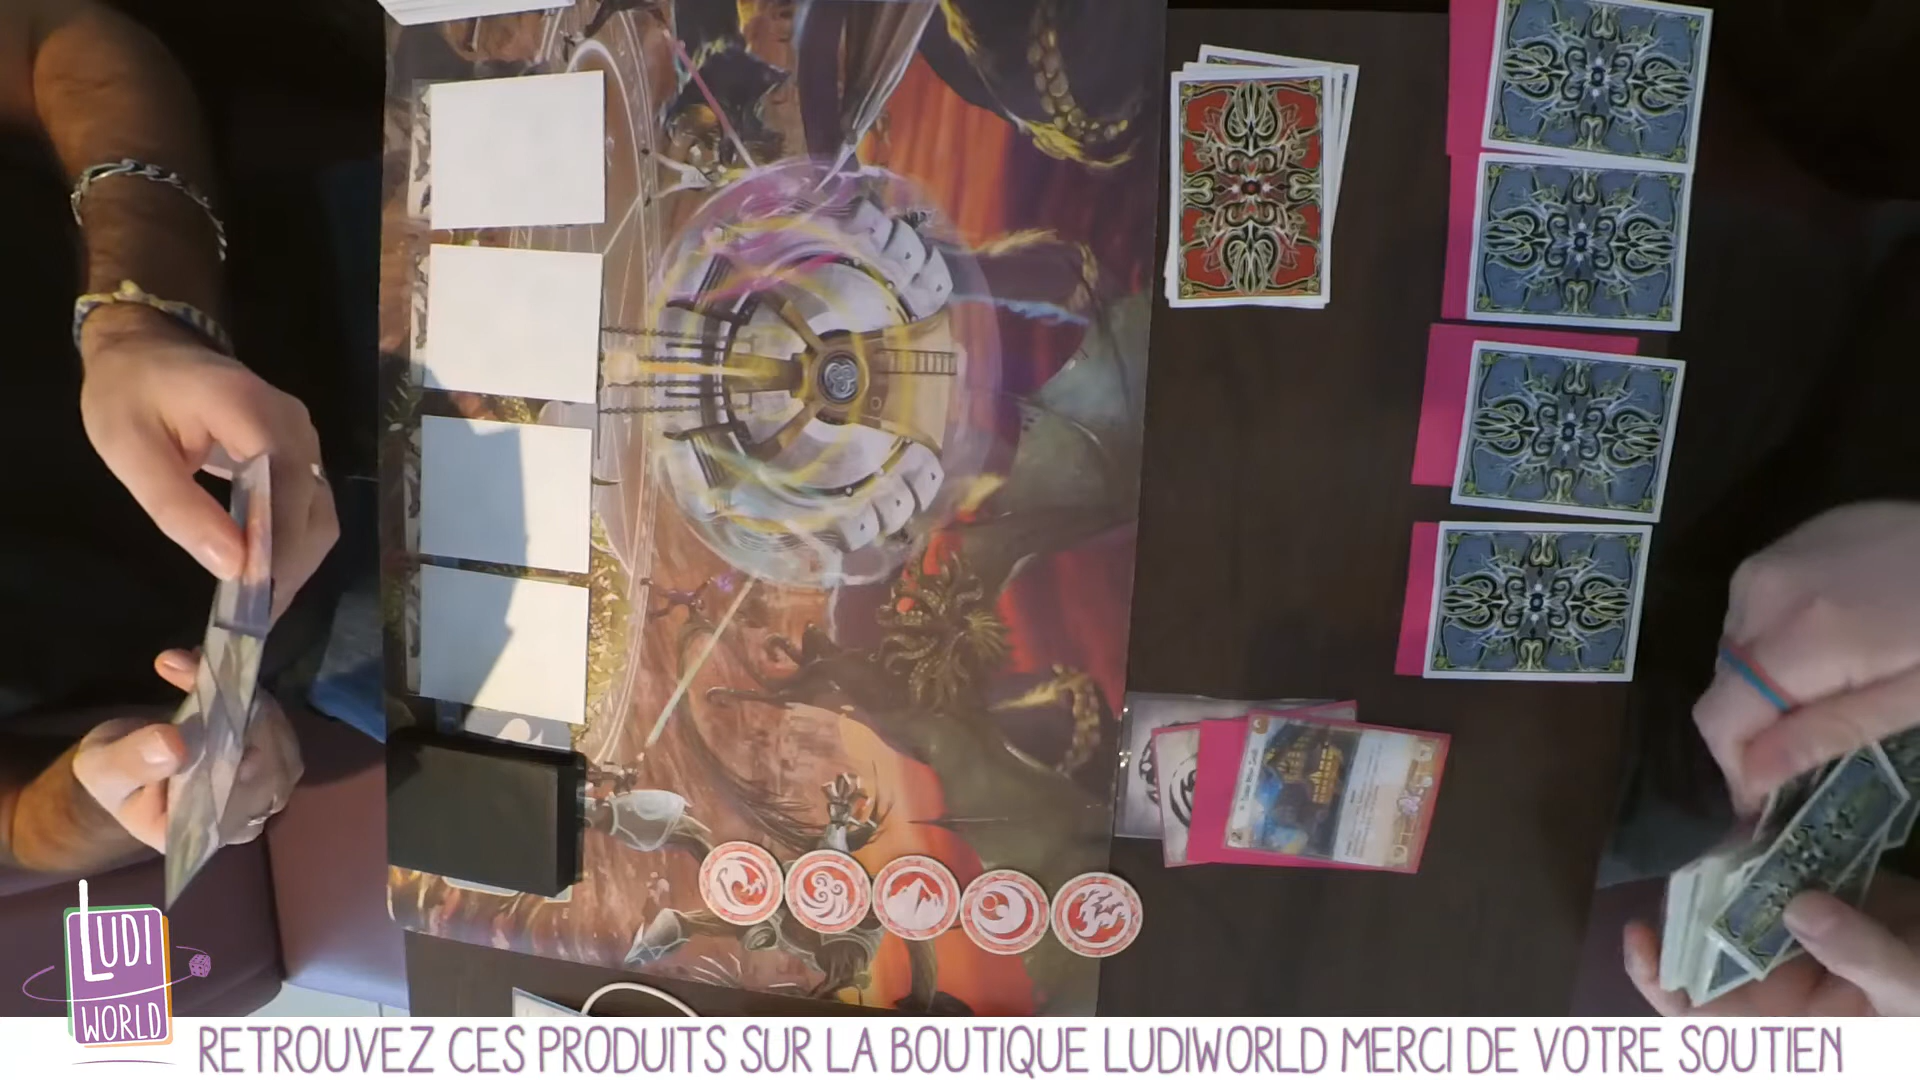 LUDI
WORLD
RETROUVEZ CES PRODUITS SUR LA BOUTIQUE LUDIWORLD MERCI DE VOTRE SOUTIEN